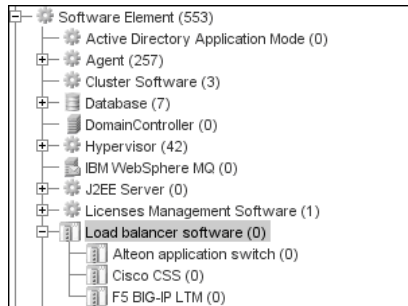 Software Element (553)
Active Directory Application Mode (0)
Agent (257)
Cluster Software (3)
Database (7)
DomainController (0)
Hypervisor (42)
IBM WebSphere MQ (0)
J2EE Server (0)
Licenses Management Software (1)
Load balancer software (0)
Alteon application switch (0)
Cisco CSS (0)
F5 BIG-IP LTM (0)